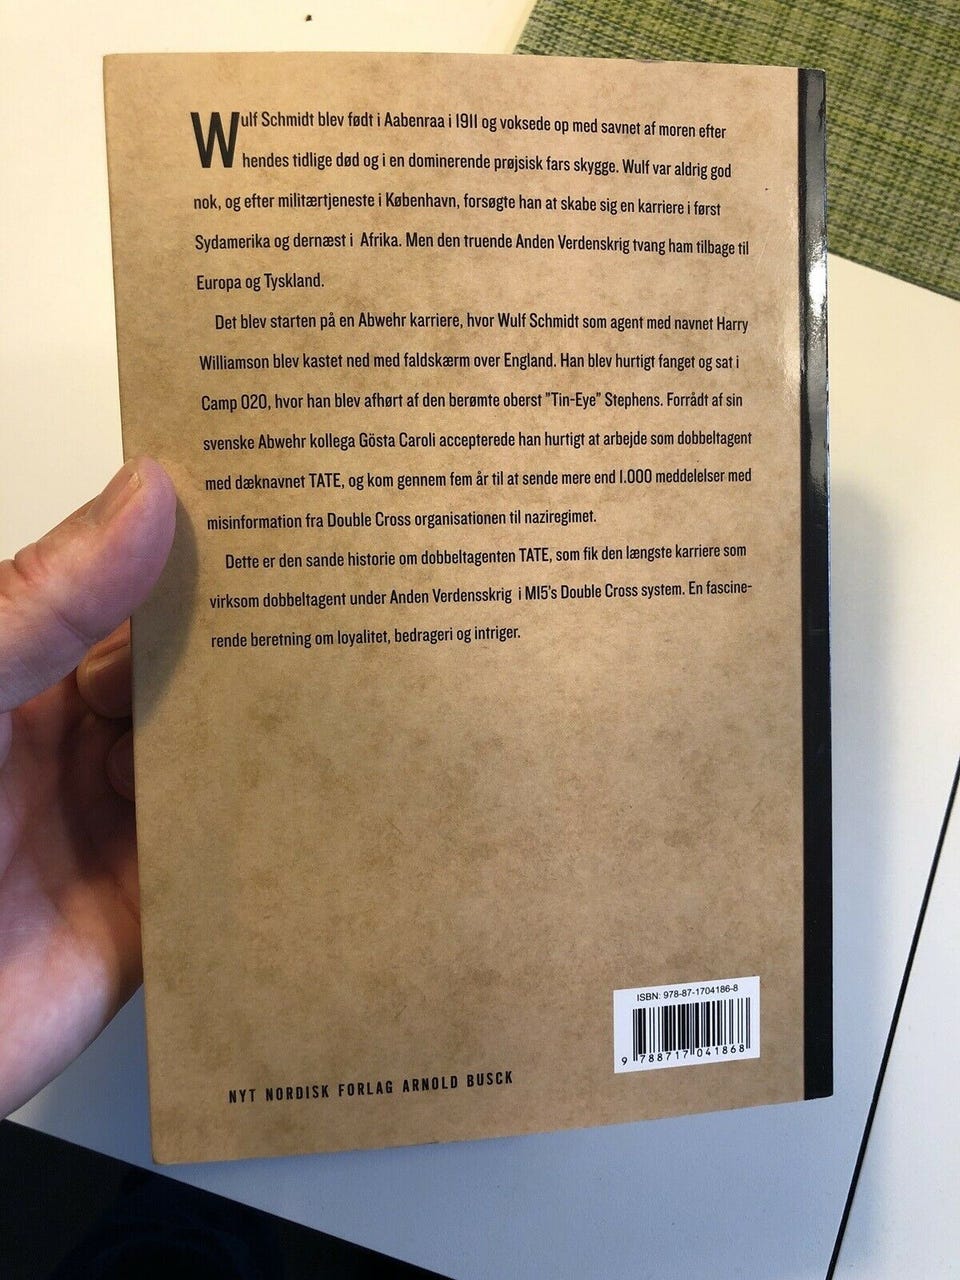 Wulf Schmidt blev født i Aabenraa i 1911 og voksede op med savnet af moren efter
hendes tidlige død og i en dominerende prøjsisk fars skygge. Wulf var aldrig god
nok, og efter militærtjeneste i København, forsøgte han at skabe sig en karriere i først
Sydamerika og dernæst i Afrika. Men den truende Anden Verdenskrig tvang ham tilbage til
Europa og Tyskland.
Det blev starten på en Abwehr karriere, hvor Wulf Schmidt som agent med navnet Harry
Williamson blev kastet ned med faldskærm over England. Han blev hurtigt fanget og sat i
Camp 020, hvor han blev afhørt af den berømte oberst "Tin-Eye" Stephens. Forrådt af sin
svenske Abwehr kollega Gösta Caroli accepterede han hurtigt at arbejde som dobbeltagent
med dæknavnet TATE, og kom gennem fem år til at sende mere end 1.000 meddelelser med
misinformation fra Double Cross organisationen til naziregimet.
Dette er den sande historie om dobbeltagenten TATE, som fik den længste karriere som
virksom dobbeltagent under Anden Verdensskrig i MI5's Double Cross system. En fascine-
rende beretning om loyalitet, bedrageri og intriger.
ISBN: 978-87-1704186-8
9 788717 041868
NYT NORDISK FORLAG ARNOLD BUSCK